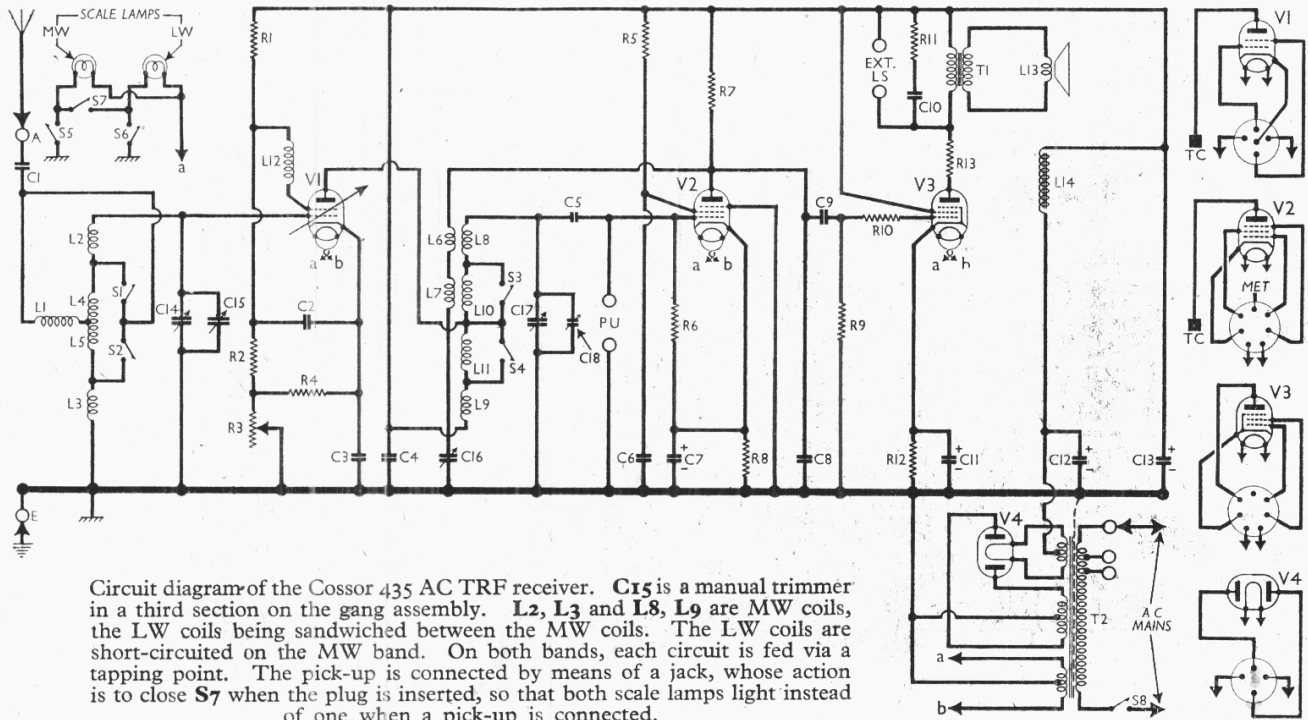 SCALE LAMPS
MW
LW
S7
S5
S6
A
C1
a
R1
L12
V1
a b
L2
L1
L4
L5
S1
S2
L3
C14
C15
C2
R2
R4
R3
C3
C4
L6
L8
L7
L10
S3
L11
S4
L9
C16
C17
C18
C5
PU
R5
R7
V2
a b
R6
C6
+
C7
–
R8
C9
R10
C8
R9
EXT.
LS
R11
C10
T1
L13
R13
V3
a h
R12
+
C11
–
L14
C12
+
–
C13
+
–
E
V4
T2
A C
MAINS
a
b
S8
V1
TC
V2
MET
TC
V3
V4
Circuit diagram of the Cossor 435 AC TRF receiver. C15 is a manual trimmer
in a third section on the gang assembly. L2, L3 and L8, L9 are MW coils,
the LW coils being sandwiched between the MW coils. The LW coils are
short-circuited on the MW band. On both bands, each circuit is fed via a
tapping point. The pick-up is connected by means of a jack, whose action
is to close S7 when the plug is inserted, so that both scale lamps light instead
of one when a pick-up is connected.